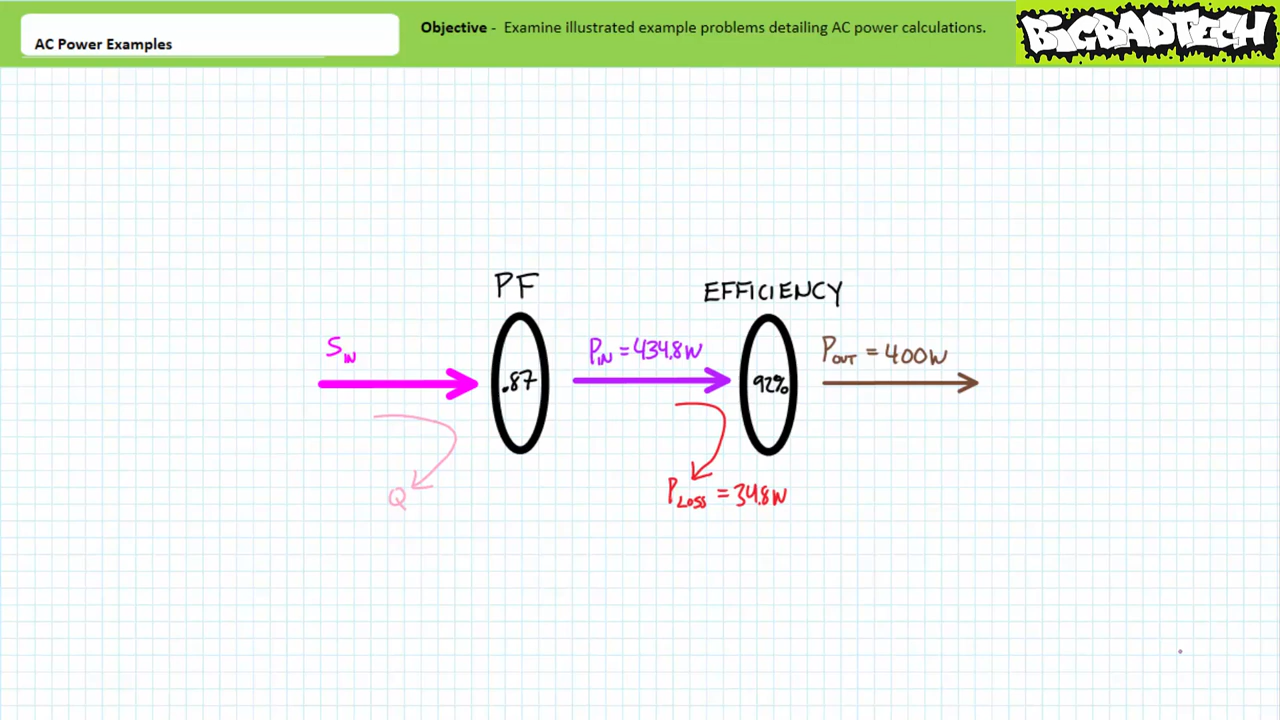 AC Power Examples
Objective - Examine illustrated example problems detailing AC power calculations.
BIGBADTECH
PF
EFFICIENCY
SIN
PIN = 434.8W
POUT = 400W
.87
92%
Q
PLOSS = 34.8W